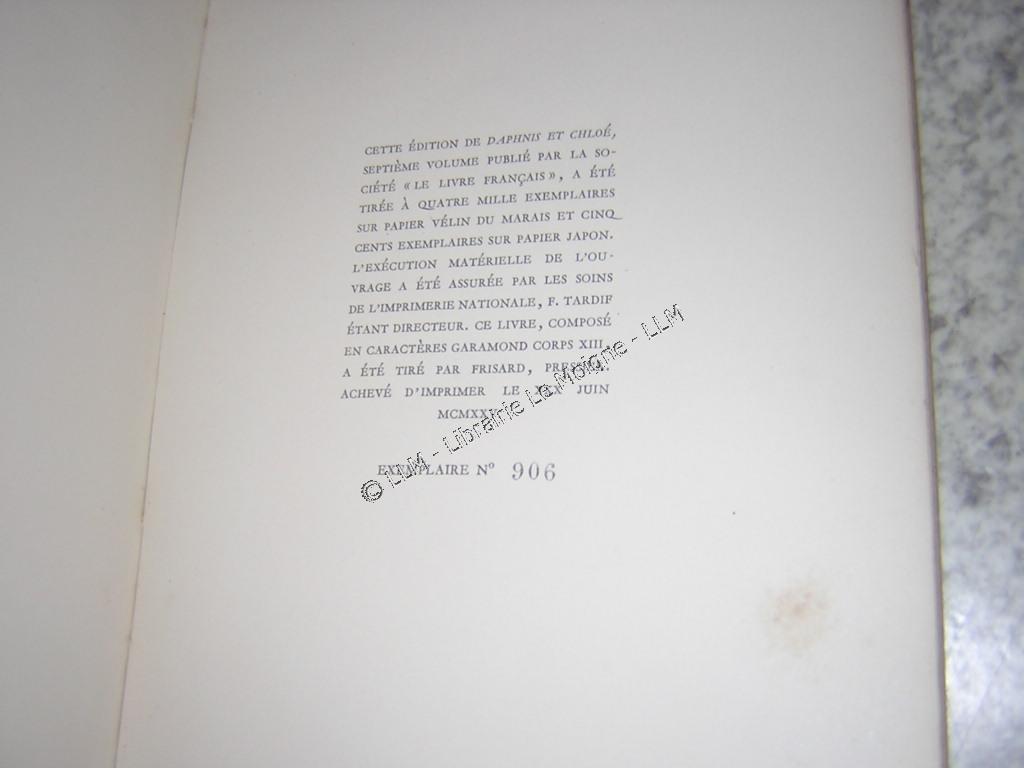 CETTE ÉDITION DE DAPHNIS ET CHLOÉ,
SEPTIÈME VOLUME PUBLIÉ PAR LA SO-
CIÉTÉ « LE LIVRE FRANÇAIS », A ÉTÉ
TIRÉE À QUATRE MILLE EXEMPLAIRES
SUR PAPIER VÉLIN DU MARAIS ET CINQ
CENTS EXEMPLAIRES SUR PAPIER JAPON.
L'EXÉCUTION MATÉRIELLE DE L'OU-
VRAGE A ÉTÉ ASSURÉE PAR LES SOINS
DE L'IMPRIMERIE NATIONALE, F. TARDIF
ÉTANT DIRECTEUR. CE LIVRE, COMPOSÉ
EN CARACTÈRES GARAMOND CORPS XIII,
A ÉTÉ TIRÉ PAR FRISARD, PRESSIER,
ACHEVÉ D'IMPRIMER LE JUIN
EXEMPLAIRE Nº 906
© LLM - Librairie Le Moigne - LLM